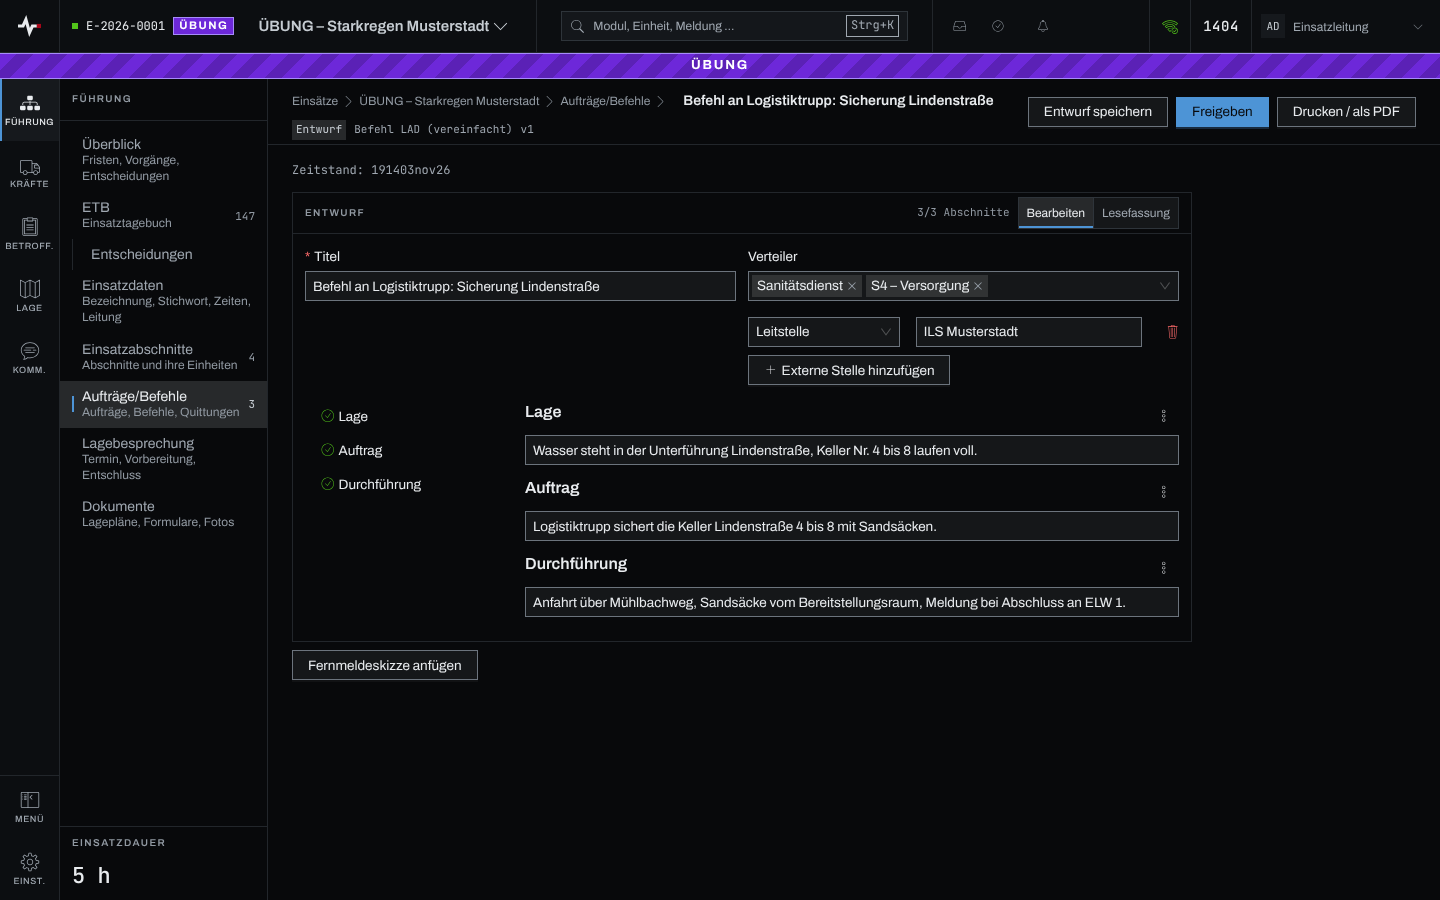 E-2026-0001 ÜBUNG ÜBUNG – Starkregen Musterstadt Modul, Einheit, Meldung ... Strg+K 1404 AD Einsatzleitung
ÜBUNG
FÜHRUNG
KRÄFTE
BETROFF.
LAGE
KOMM.
MENÜ
EINST.
FÜHRUNG
Überblick
Fristen, Vorgänge,
Entscheidungen
ETB 147
Einsatztagebuch
Entscheidungen
Einsatzdaten
Bezeichnung, Stichwort, Zeiten,
Leitung
Einsatzabschnitte 4
Abschnitte und ihre Einheiten
Aufträge/Befehle 3
Aufträge, Befehle, Quittungen
Lagebesprechung
Termin, Vorbereitung,
Entschluss
Dokumente
Lagepläne, Formulare, Fotos
EINSATZDAUER
5 h
Einsätze ÜBUNG – Starkregen Musterstadt Aufträge/Befehle Befehl an Logistiktrupp: Sicherung Lindenstraße
Entwurf Befehl LAD (vereinfacht) v1
Entwurf speichern Freigeben Drucken / als PDF
Zeitstand: 191403nov26
ENTWURF 3/3 Abschnitte Bearbeiten Lesefassung
* Titel
Befehl an Logistiktrupp: Sicherung Lindenstraße
Verteiler
Sanitätsdienst S4 – Versorgung
Leitstelle ILS Musterstadt
Externe Stelle hinzufügen
Lage
Auftrag
Durchführung
Lage
Wasser steht in der Unterführung Lindenstraße, Keller Nr. 4 bis 8 laufen voll.
Auftrag
Logistiktrupp sichert die Keller Lindenstraße 4 bis 8 mit Sandsäcken.
Durchführung
Anfahrt über Mühlbachweg, Sandsäcke vom Bereitstellungsraum, Meldung bei Abschluss an ELW 1.
Fernmeldeskizze anfügen